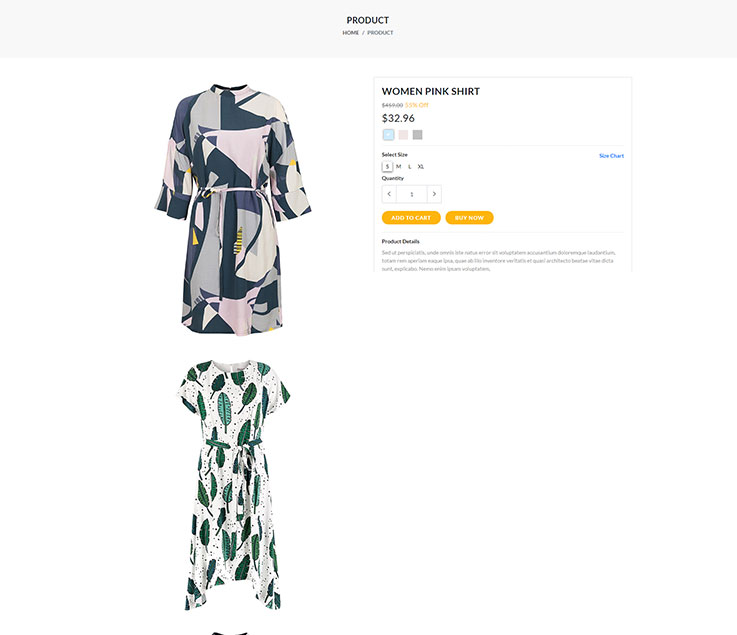 PRODUCT
HOME / PRODUCT
WOMEN PINK SHIRT
$459.00 55% Off
$32.96
Select Size
Size Chart
S M L XL
Quantity
1
ADD TO CART BUY NOW
Product Details
Sed ut perspiciatis, unde omnis iste natus error sit voluptatem accusantium doloremque laudantium,
totam rem aperiam eaque ipsa, quae ab illo inventore veritatis et quasi architecto beatae vitae dicta
sunt, explicabo. Nemo enim ipsam voluptatem,